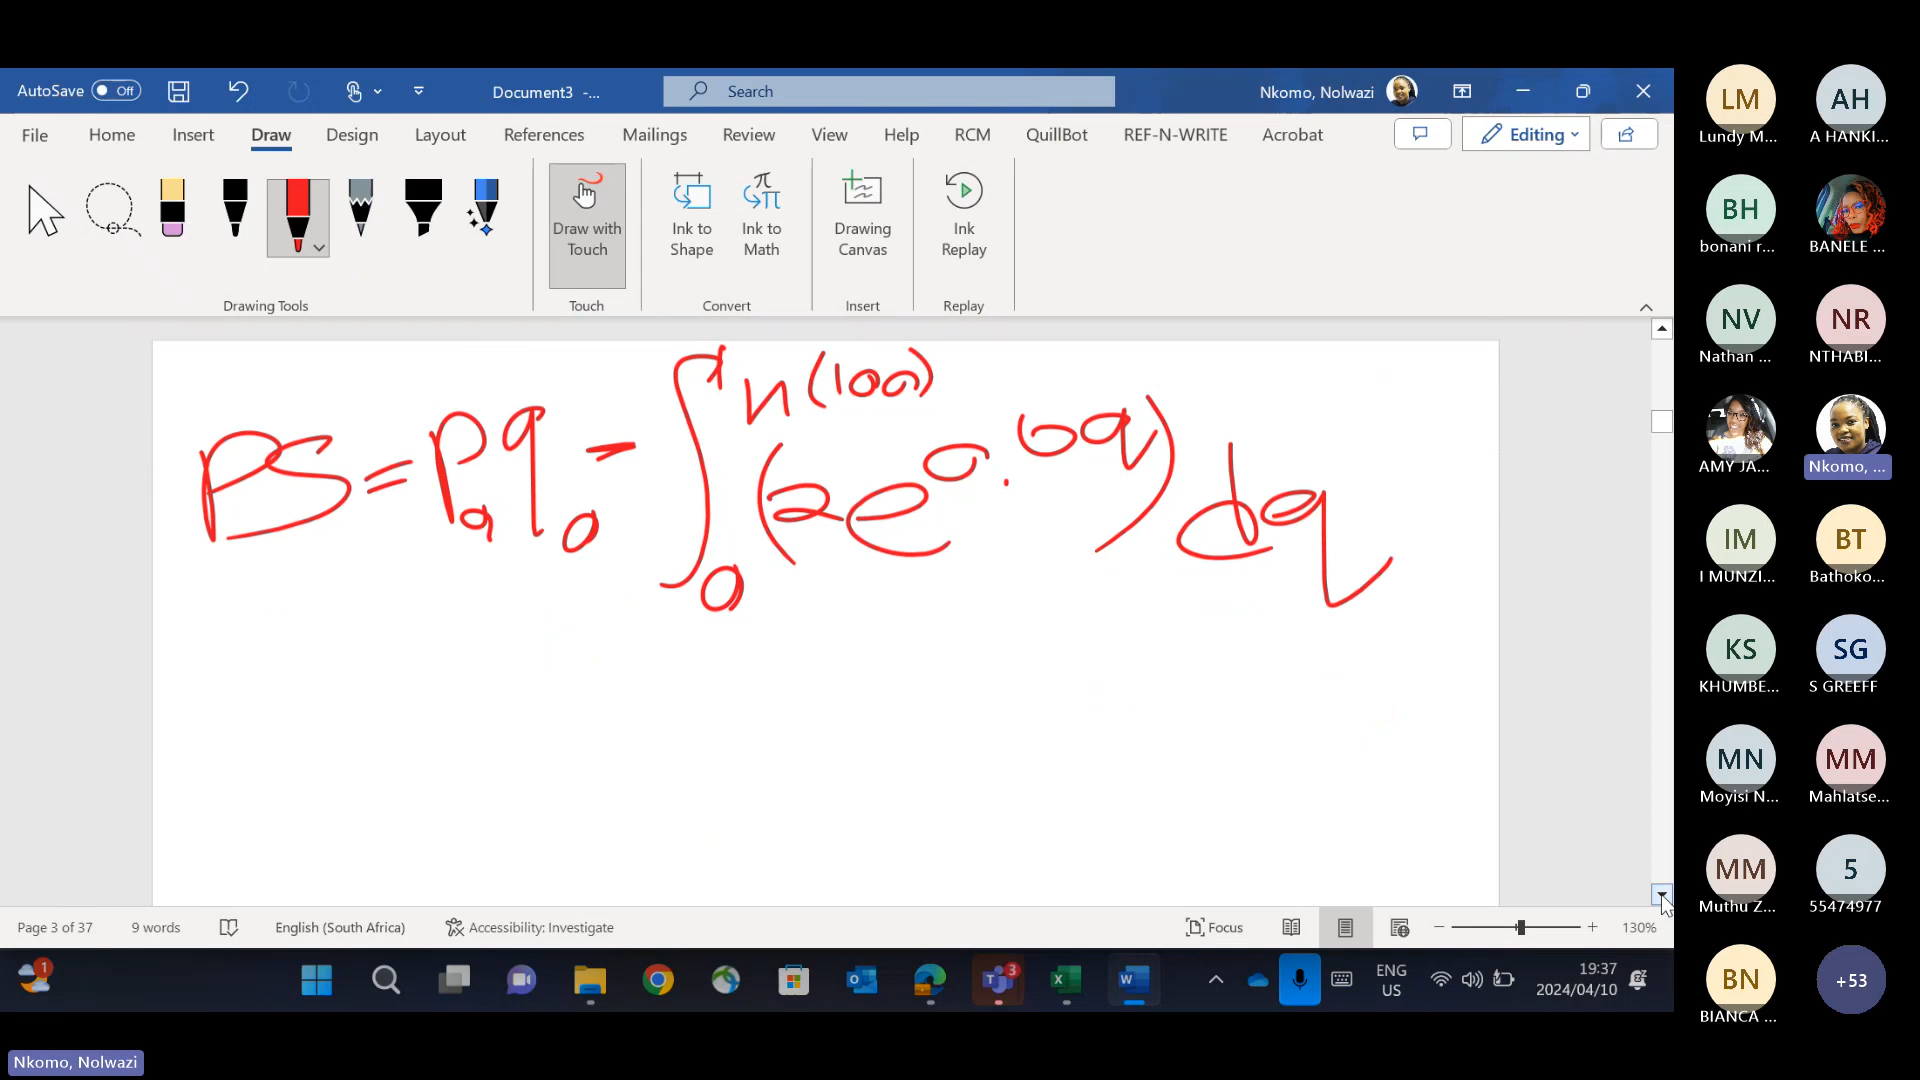 AutoSave Off
Document3 -...
Search
Nkomo, Nolwazi
File Home Insert Draw Design Layout References Mailings Review View Help RCM QuillBot REF-N-WRITE Acrobat
Editing
Draw with Touch
Ink to Shape
Ink to Math
Drawing Canvas
Ink Replay
Drawing Tools
Touch
Convert
Insert
Replay
PS = P₀q₀ - ∫₀^ln(100) (2e^0.0q) dq
Page 3 of 37
9 words
English (South Africa)
Accessibility: Investigate
Focus
130%
1
3
ENG
US
19:37
2024/04/10
Nkomo, Nolwazi
LM
Lundy M...
AH
A HANKI...
BH
bonani r...
BANELE ...
NV
Nathan ...
NR
NTHABI...
AMY JA...
Nkomo, ...
IM
I MUNZI...
BT
Bathoko...
KS
KHUMBE...
SG
S GREEFF
MN
Moyisi N...
MM
Mahlatse...
MM
Muthu Z...
5
55474977
BN
BIANCA ...
+53